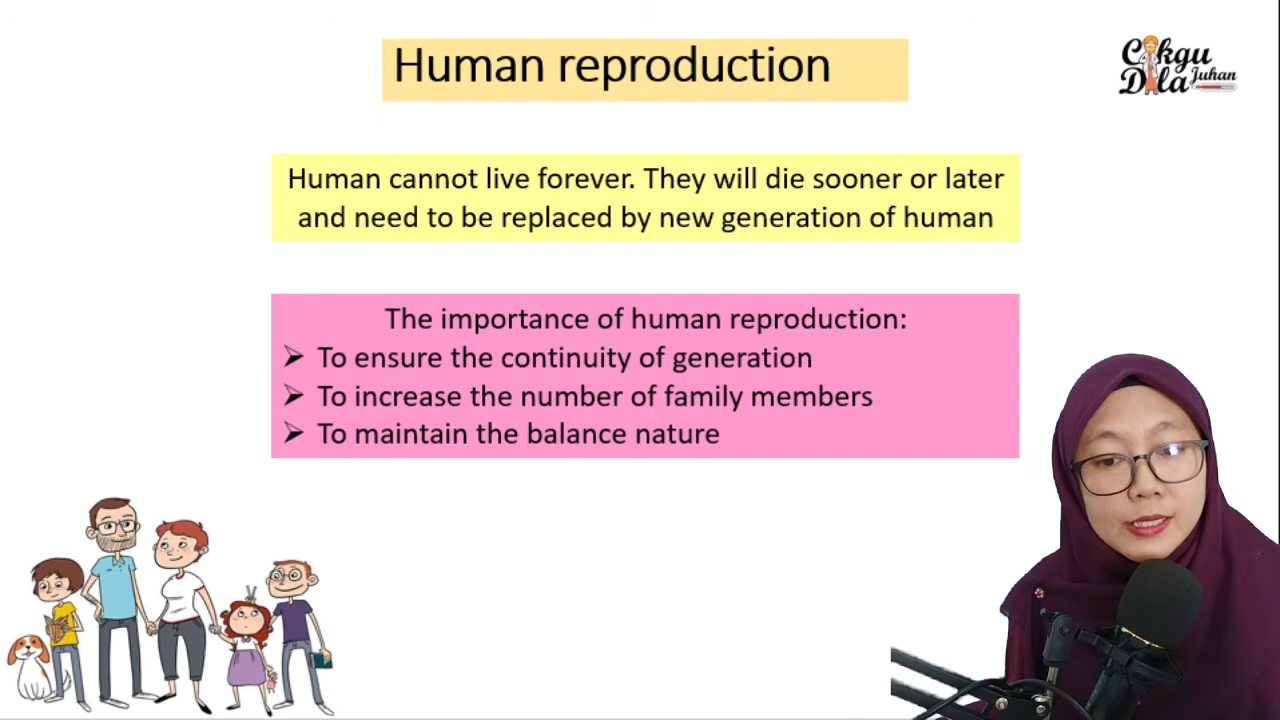 Human reproduction
Cikgu
Dila Juhan
Human cannot live forever. They will die sooner or later
and need to be replaced by new generation of human
The importance of human reproduction:
➢ To ensure the continuity of generation
➢ To increase the number of family members
➢ To maintain the balance nature